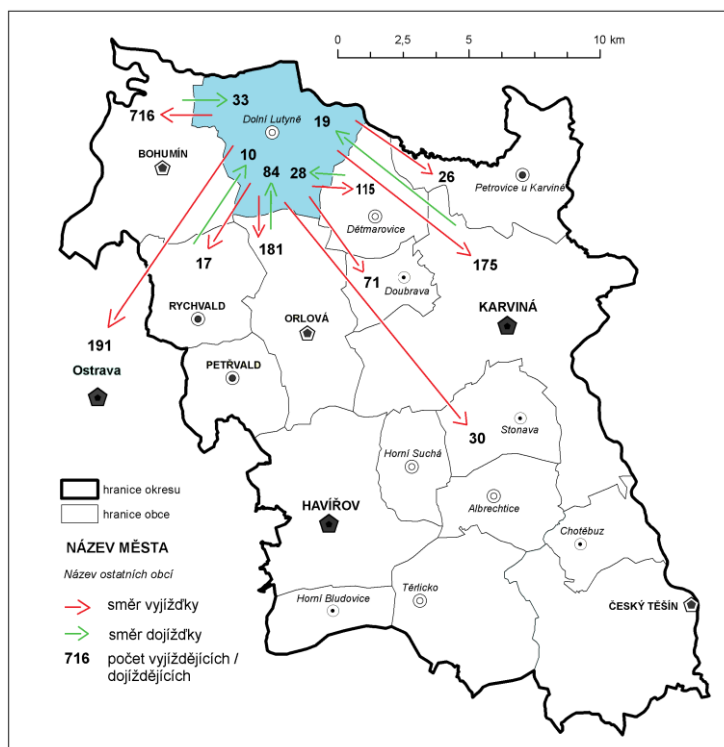 0 2,5 5 10 km
33
716
Dolní Lutyně
19
BOHUMÍN
10
84 28
115
26
Petrovice u Karviné
Dětmarovice
17
181
71
Doubrava
175
RYCHVALD
ORLOVÁ
KARVINÁ
191
Ostrava
PETŘVALD
30
Stonava
Horní Suchá
HAVÍŘOV
Albrechtice
Chotěbuz
Horní Bludovice
Těrlicko
ČESKÝ TĚŠÍN
hranice okresu
hranice obce
NÁZEV MĚSTA
Název ostatních obcí
směr vyjížďky
směr dojížďky
716 počet vyjíždějících /
dojíždějících